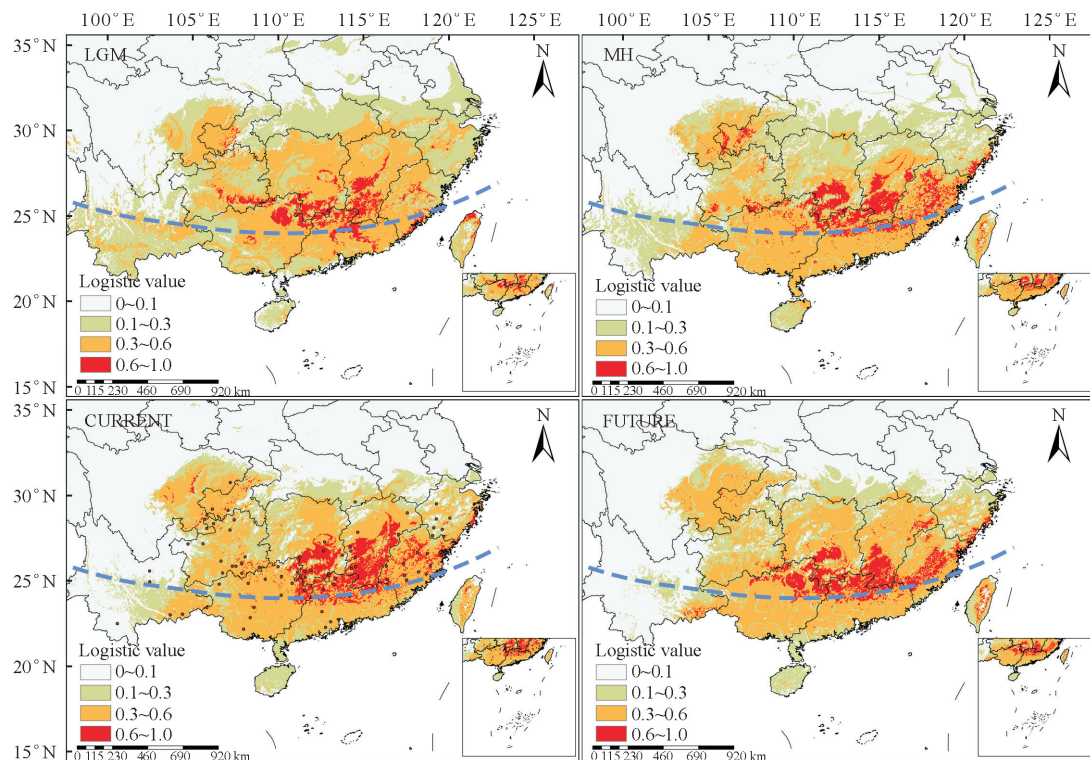 105°E 110°E 115°E 120°E 125°E
100°E 105°E 110°E 115°E 120°E 125°E
35°N
30°N
25°N
20°N
15°N
LGM
N
Logistic value
0~0.1
0.1~0.3
0.3~0.6
0.6~1.0
0 115 230 460 690 920 km
MH
N
Logistic value
0~0.1
0.1~0.3
0.3~0.6
0.6~1.0
0 115 230 460 690 920 km
35°N
30°N
25°N
20°N
15°N
CURRENT
N
Logistic value
0~0.1
0.1~0.3
0.3~0.6
0.6~1.0
0 115 230 460 690 920 km
FUTURE
N
Logistic value
0~0.1
0.1~0.3
0.3~0.6
0.6~1.0
0 115 230 460 690 920 km